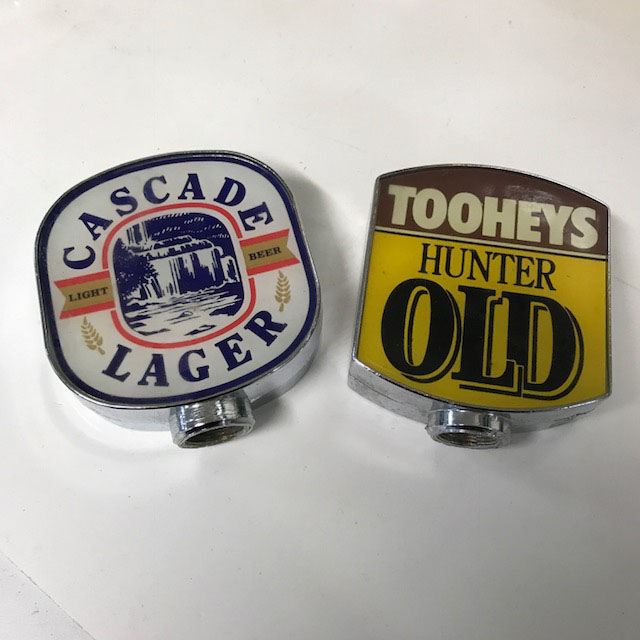 CASCADE
LIGHT BEER
LAGER
TOOHEYS
HUNTER
OLD